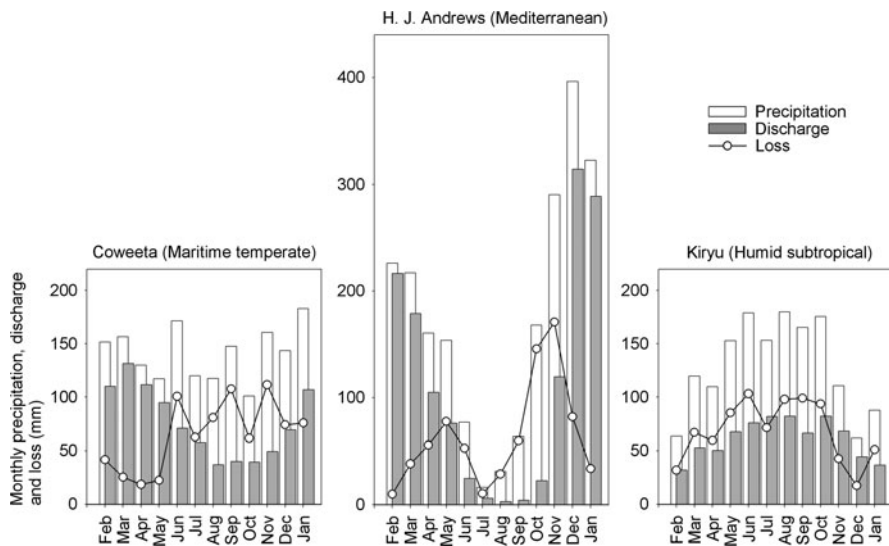 H. J. Andrews (Mediterranean)
400
300
200
100
0
Feb
Mar
Apr
May
Jun
Jul
Aug
Sep
Oct
Nov
Dec
Jan
Precipitation
Discharge
Loss
Coweeta (Maritime temperate)
200
150
100
50
0
Feb
Mar
Apr
May
Jun
Jul
Aug
Sep
Oct
Nov
Dec
Jan
Monthly precipitation, discharge
and loss (mm)
Kiryu (Humid subtropical)
200
150
100
50
0
Feb
Mar
Apr
May
Jun
Jul
Aug
Sep
Oct
Nov
Dec
Jan